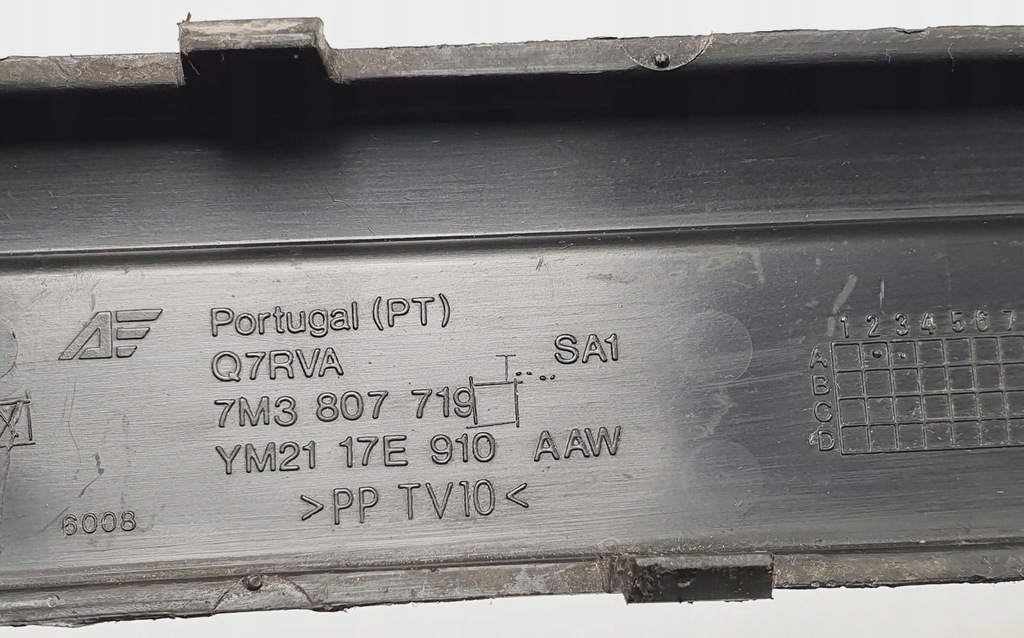 AE
Portugal (PT)
Q7RVA
SA1
7M3 807 719
YM21 17E 910 AAW
>PP TV10<
6008
1 2 3 4 5 6 7
A
B
C
D